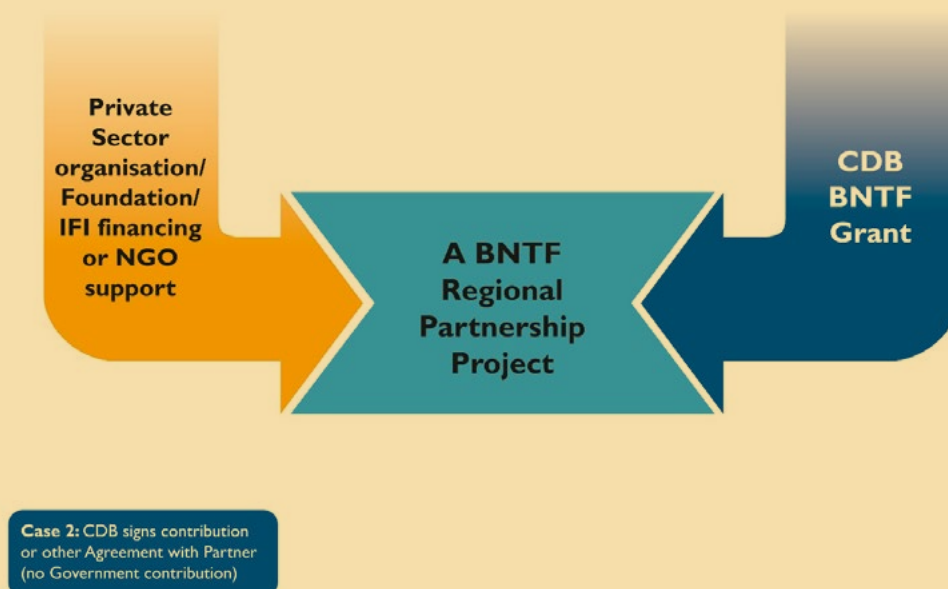 Private
Sector
organisation/
Foundation/
IFI financing
or NGO
support
A BNTF
Regional
Partnership
Project
CDB
BNTF
Grant
Case 2: CDB signs contribution
or other Agreement with Partner
(no Government contribution)